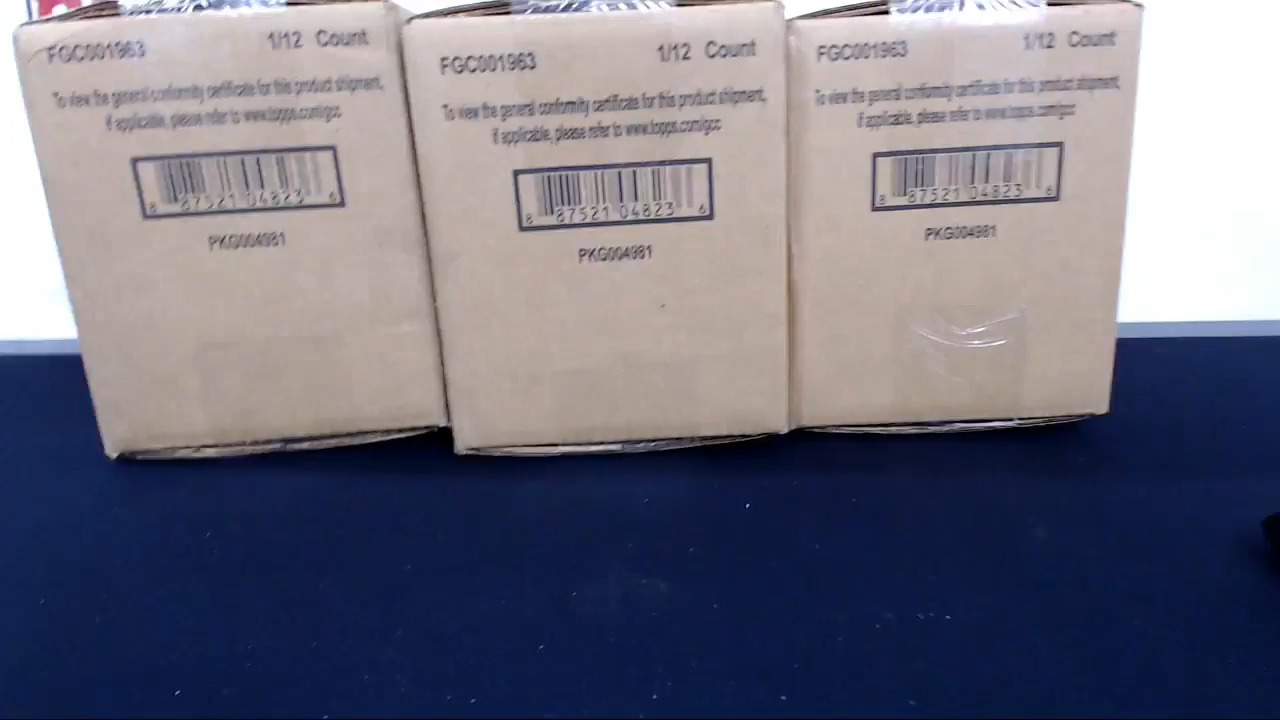 FGC001963 1/12 Count
To view the general conformity certificate for this product shipment,
if applicable, please refer to www.topps.com/gcc
8 87521 04823 6
PKG004981
FGC001963 1/12 Count
To view the general conformity certificate for this product shipment,
if applicable, please refer to www.topps.com/gcc
8 87521 04823 6
PKG004981
FGC001963 1/12 Count
To view the general conformity certificate for this product shipment,
if applicable, please refer to www.topps.com/gcc
8 87521 04823 6
PKG004981